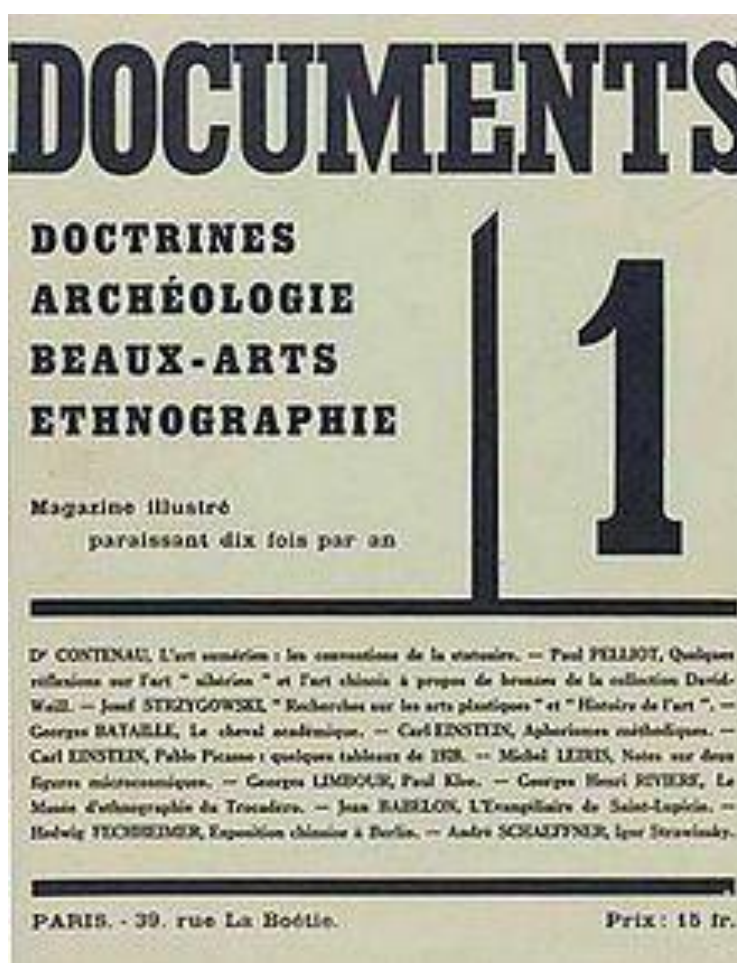 DOCUMENTS
DOCTRINES
ARCHÉOLOGIE
BEAUX-ARTS
ETHNOGRAPHIE
1
Magazine illustré
paraissant dix fois par an
Dr CONTENAU, L'art sumérien : les conventions de la statuaire. — Paul PELLIOT, Quelques
réflexions sur l'art " sibérien " et l'art chinois à propos de bronzes de la collection David-
Weill. — Josef STRZYGOWSKI, " Recherches sur les arts plastiques " et " Histoire de l'art ". —
Georges BATAILLE, Le cheval académique. — Carl EINSTEIN, Aphorismes méthodiques. —
Carl EINSTEIN, Pablo Picasso : quelques tableaux de 1928. — Michel LEIRIS, Notes sur deux
figures microcosmiques. — Georges LIMBOUR, Paul Klee. — Georges Henri RIVIERE, Le
Musée d'ethnographie du Trocadéro. — Jean BABELON, L'Evangéliaire de Saint-Lupicin. —
Hedwig FECHHEIMER, Exposition chinoise à Berlin. — André SCHAEFFNER, Igor Strawinsky.
PARIS. - 39. rue La Boétie.
Prix : 15 fr.